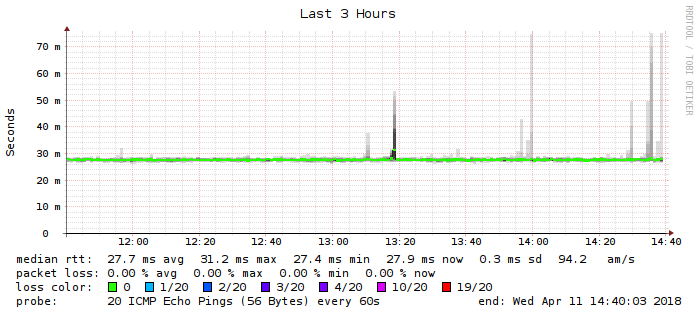 Last 3 Hours
RRDTOOL / TOBI OETIKER
Seconds
70 m
60 m
50 m
40 m
30 m
20 m
10 m
0
12:00 12:20 12:40 13:00 13:20 13:40 14:00 14:20 14:40
median rtt: 27.7 ms avg 31.2 ms max 27.4 ms min 27.9 ms now 0.3 ms sd 94.2 am/s
packet loss: 0.00 % avg 0.00 % max 0.00 % min 0.00 % now
loss color: 0 1/20 2/20 3/20 4/20 10/20 19/20
probe: 20 ICMP Echo Pings (56 Bytes) every 60s end: Wed Apr 11 14:40:03 2018